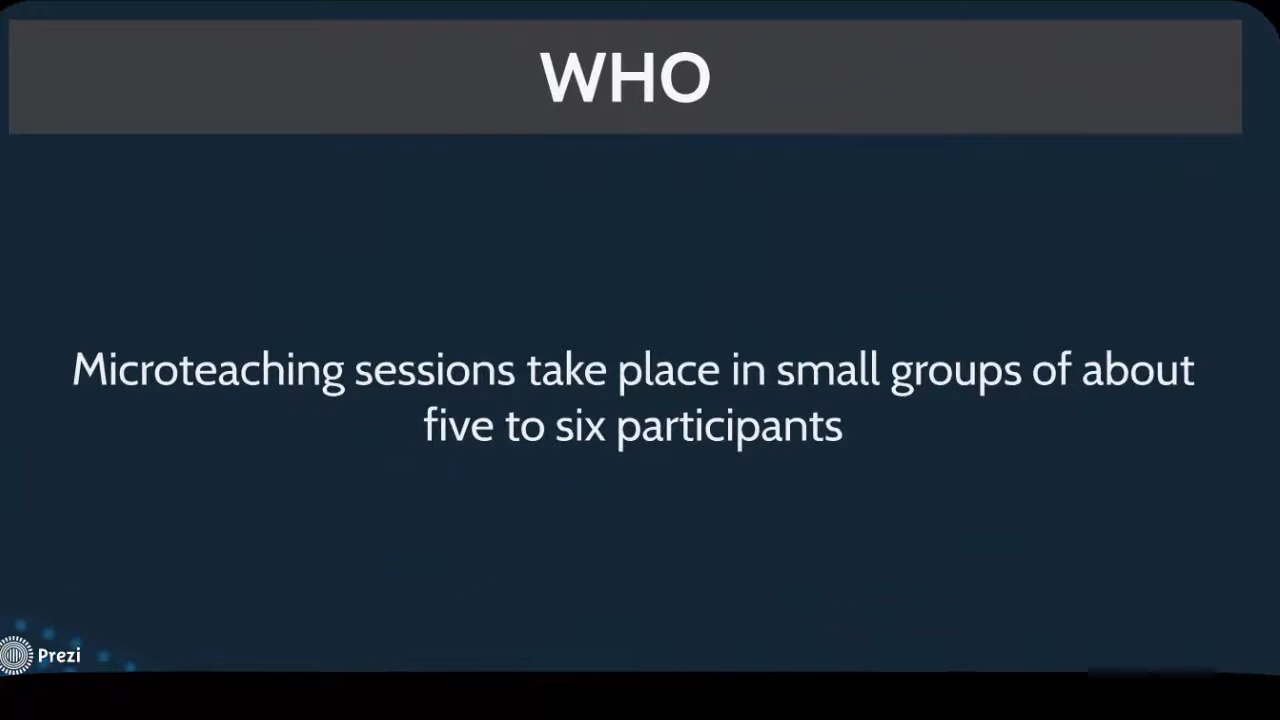 WHO
Microteaching sessions take place in small groups of about
five to six participants
Prezi